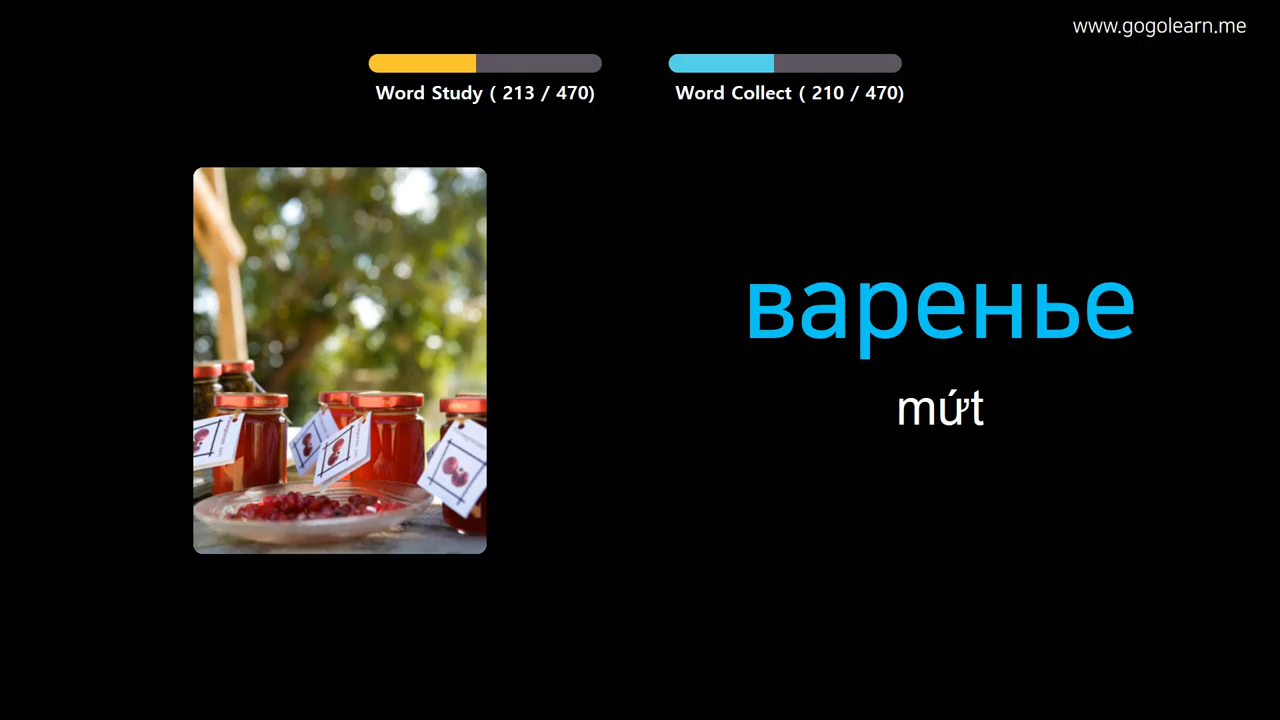 www.gogolearn.me
Word Study ( 213 / 470)
Word Collect ( 210 / 470)
варенье
mứt